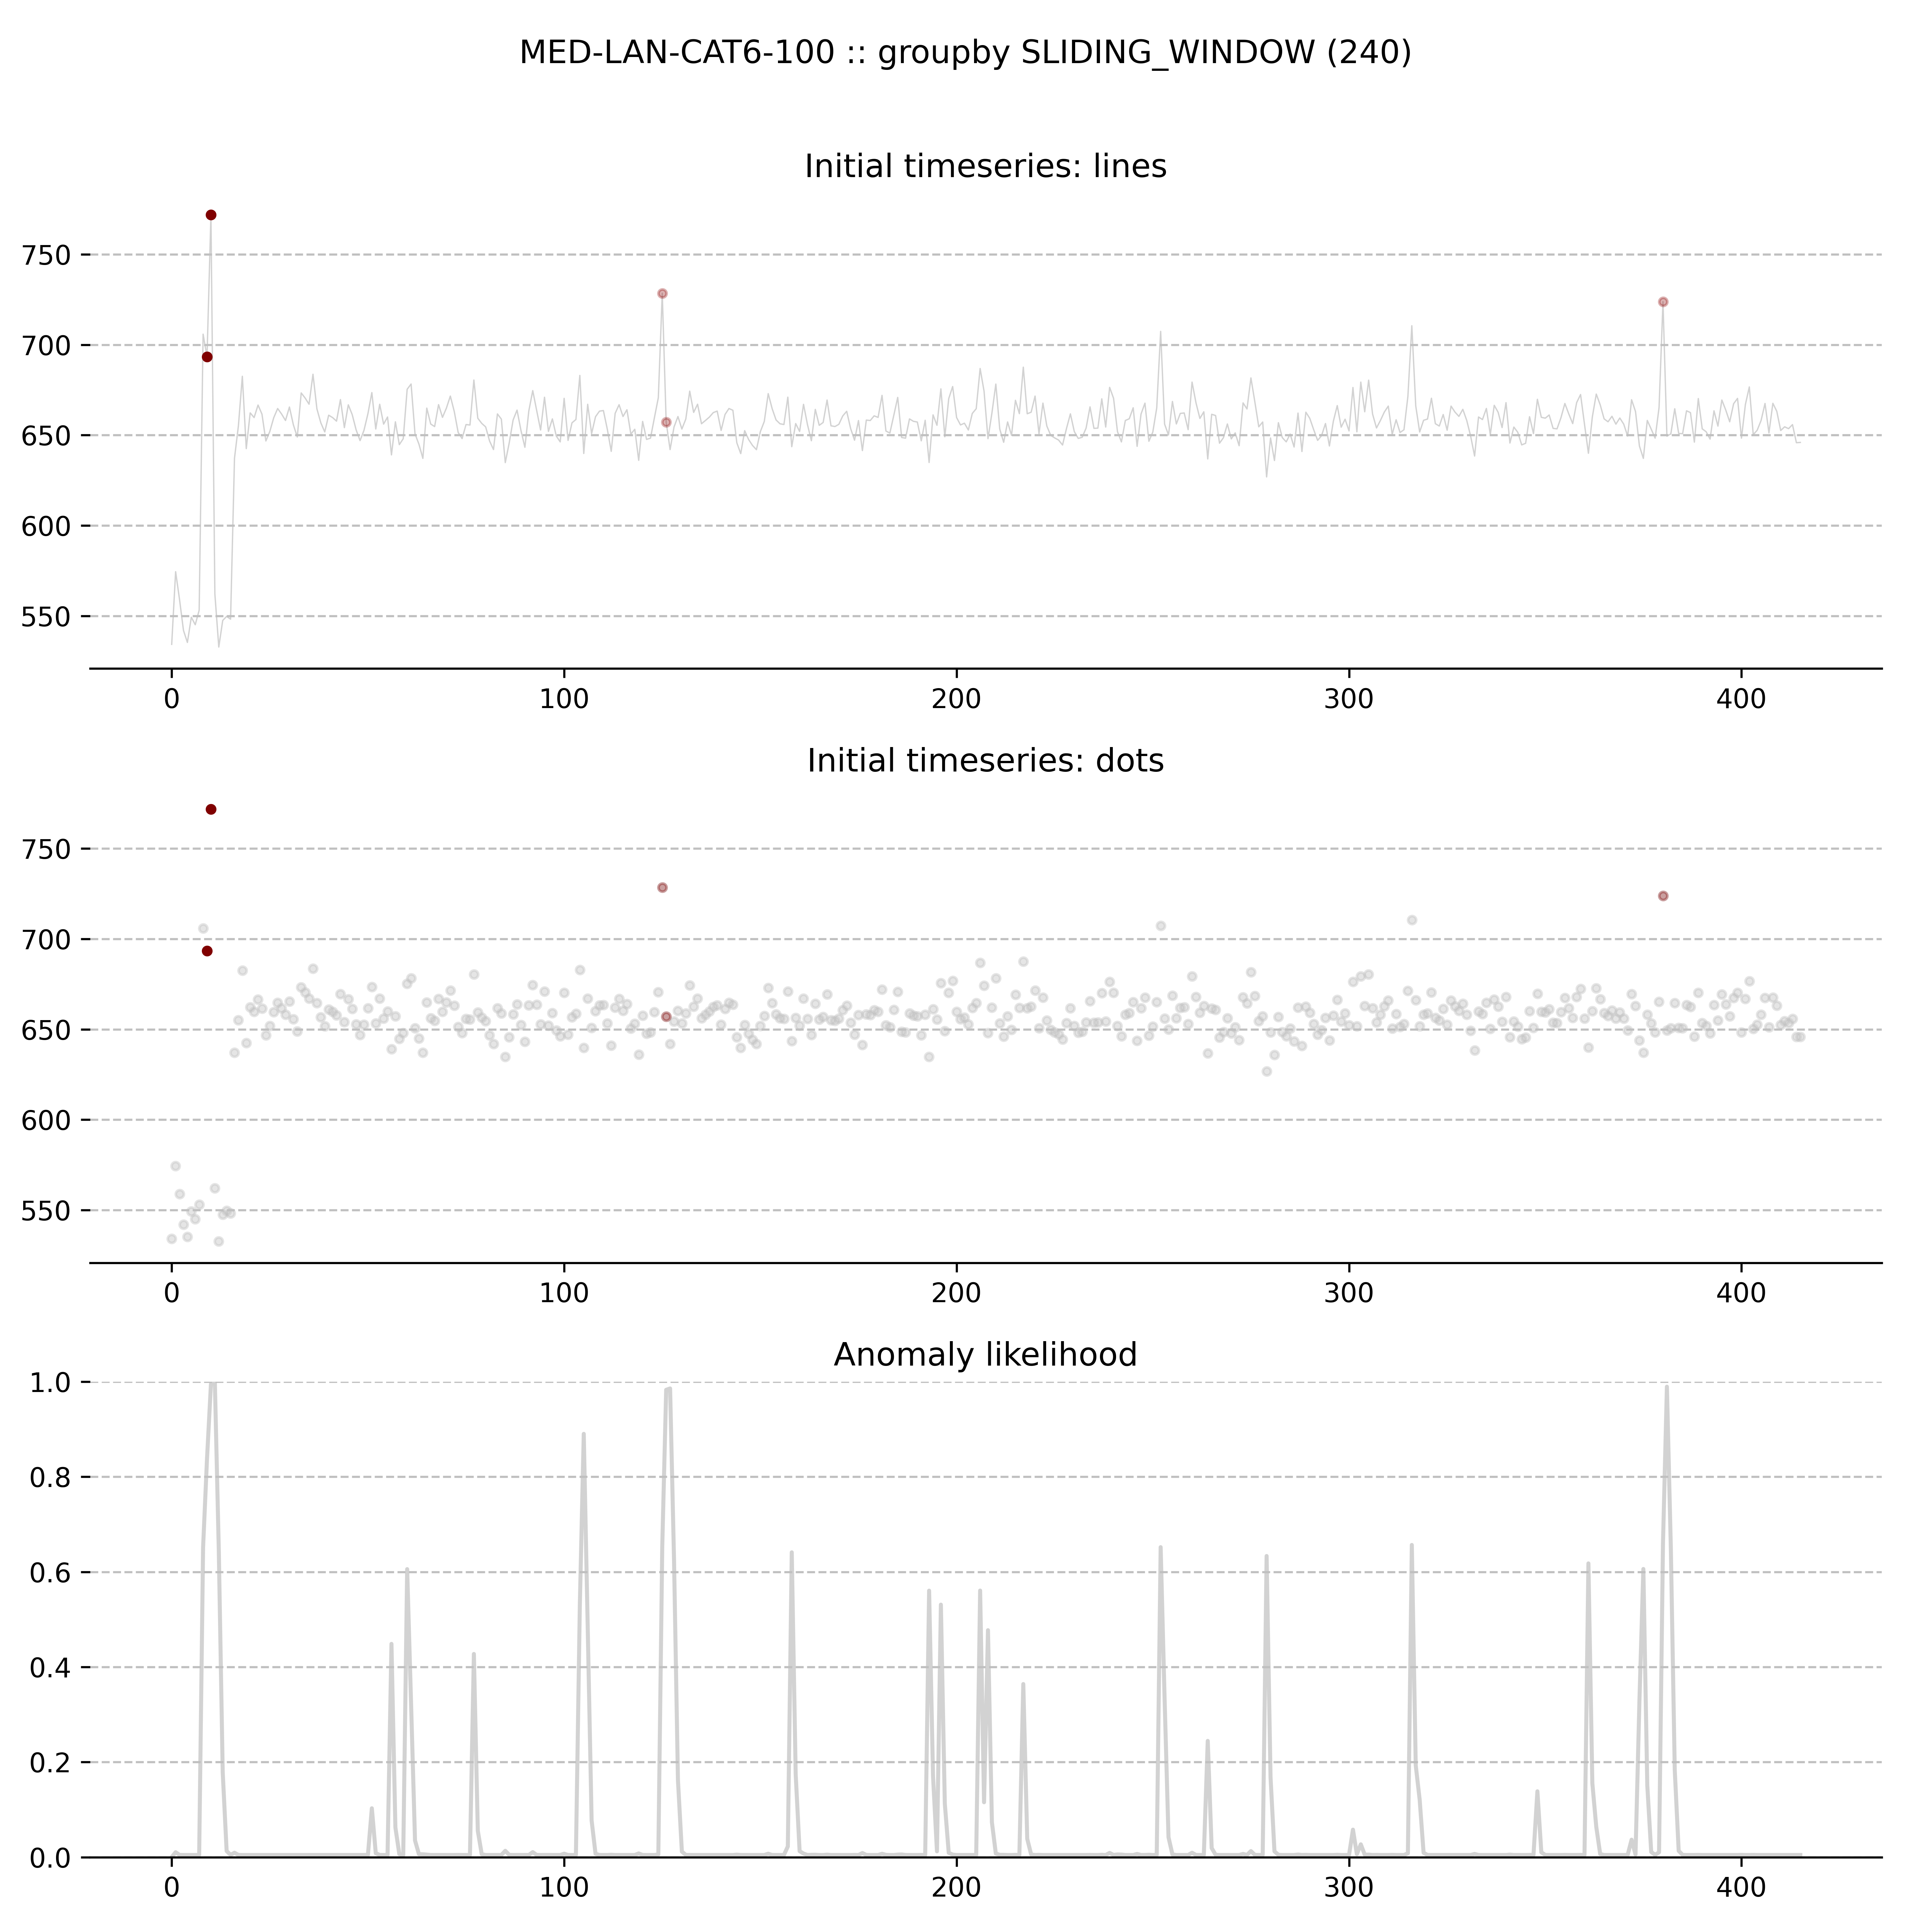 MED-LAN-CAT6-100 :: groupby SLIDING_WINDOW (240)
Initial timeseries: lines
750
700
650
600
550
0 100 200 300 400
Initial timeseries: dots
750
700
650
600
550
0 100 200 300 400
Anomaly likelihood
1.0
0.8
0.6
0.4
0.2
0.0
0 100 200 300 400